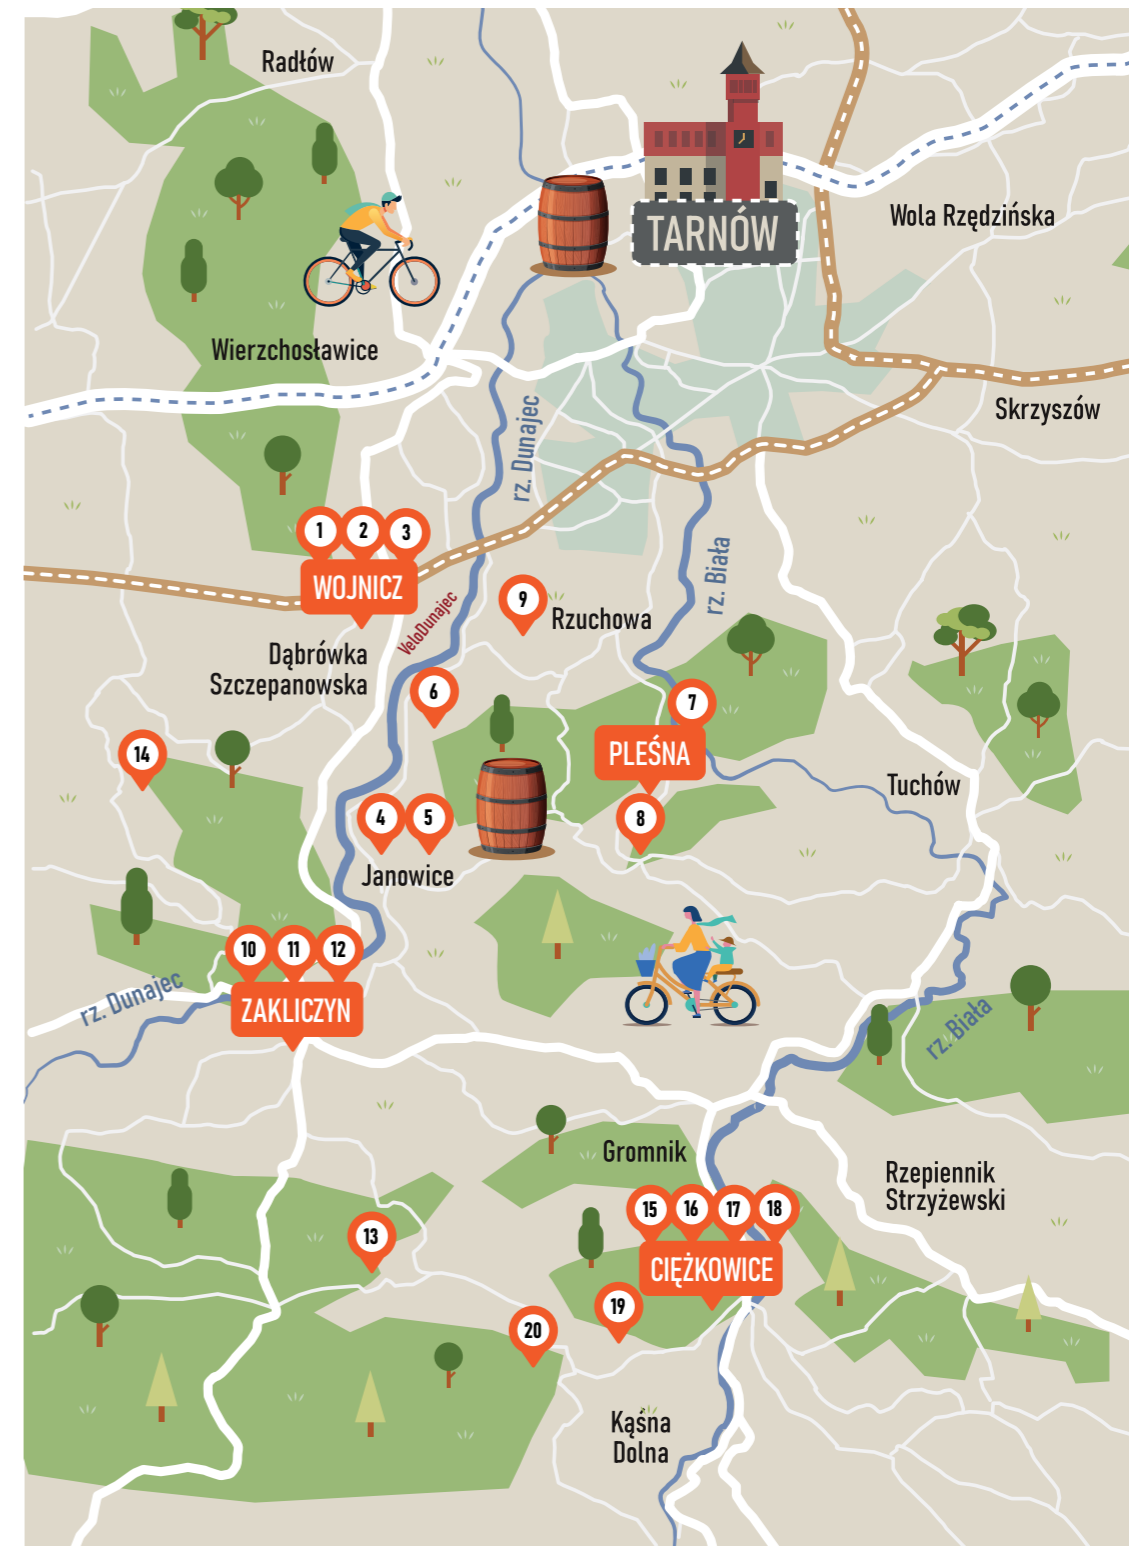 Radłów
TARNÓW
Wola Rzędzińska
Wierzchosławice
rz. Dunajec
Skrzyszów
1
2
3
WOJNICZ
rz. Biała
VeloDunajec
9
Rzuchowa
Dąbrówka
Szczepanowska
6
7
14
PLEŚNA
Tuchów
4
5
8
Janowice
10
11
12
rz. Dunajec
ZAKLICZYN
rz. Biała
Gromnik
Rzepiennik
Strzyżewski
15
16
17
18
13
CIĘŻKOWICE
19
20
Kąśna
Dolna